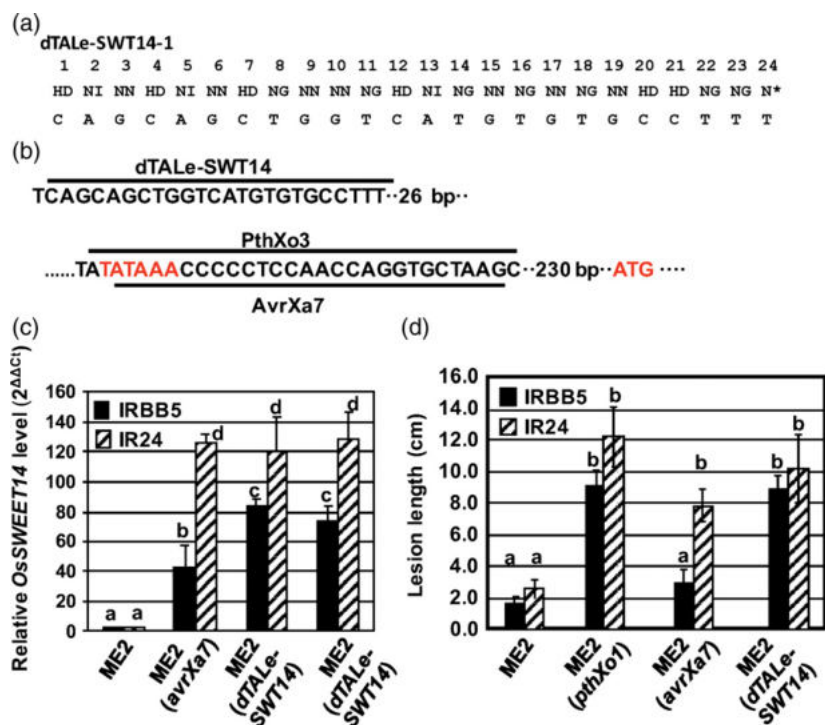 (a)
dTALe-SWT14-1
1 2 3 4 5 6 7 8 9 10 11 12 13 14 15 16 17 18 19 20 21 22 23 24
HD NI NN HD NI NN HD NG NN NN NG HD NI NG NN NG NN NG NN HD HD NG NG N*
C A G C A G C T G G T C A T G T G T G C C T T T
(b)
dTALe-SWT14
TCAGCAGCTGGTCATGTGTGCCTTT··26 bp··
PthXo3
......TATATAAACCCCCTCCAACCAGGTGCTAAGC··230 bp··ATG ····
AvrXa7
(c)
Relative OsSWEET14 level (2ΔΔCt)
160
140
120
100
80
60
40
20
0
IRBB5
IR24
a a b d c d c d
ME2
ME2 (avrXa7)
ME2 (dTALe-SWT14)
ME2 (dTALe-SWT14)
(d)
Lesion length (cm)
16.0
14.0
12.0
10.0
8.0
6.0
4.0
2.0
0.0
IRBB5
IR24
a a b b a b b b
ME2
ME2 (pthXo1)
ME2 (avrXa7)
ME2 (dTALe-SWT14)